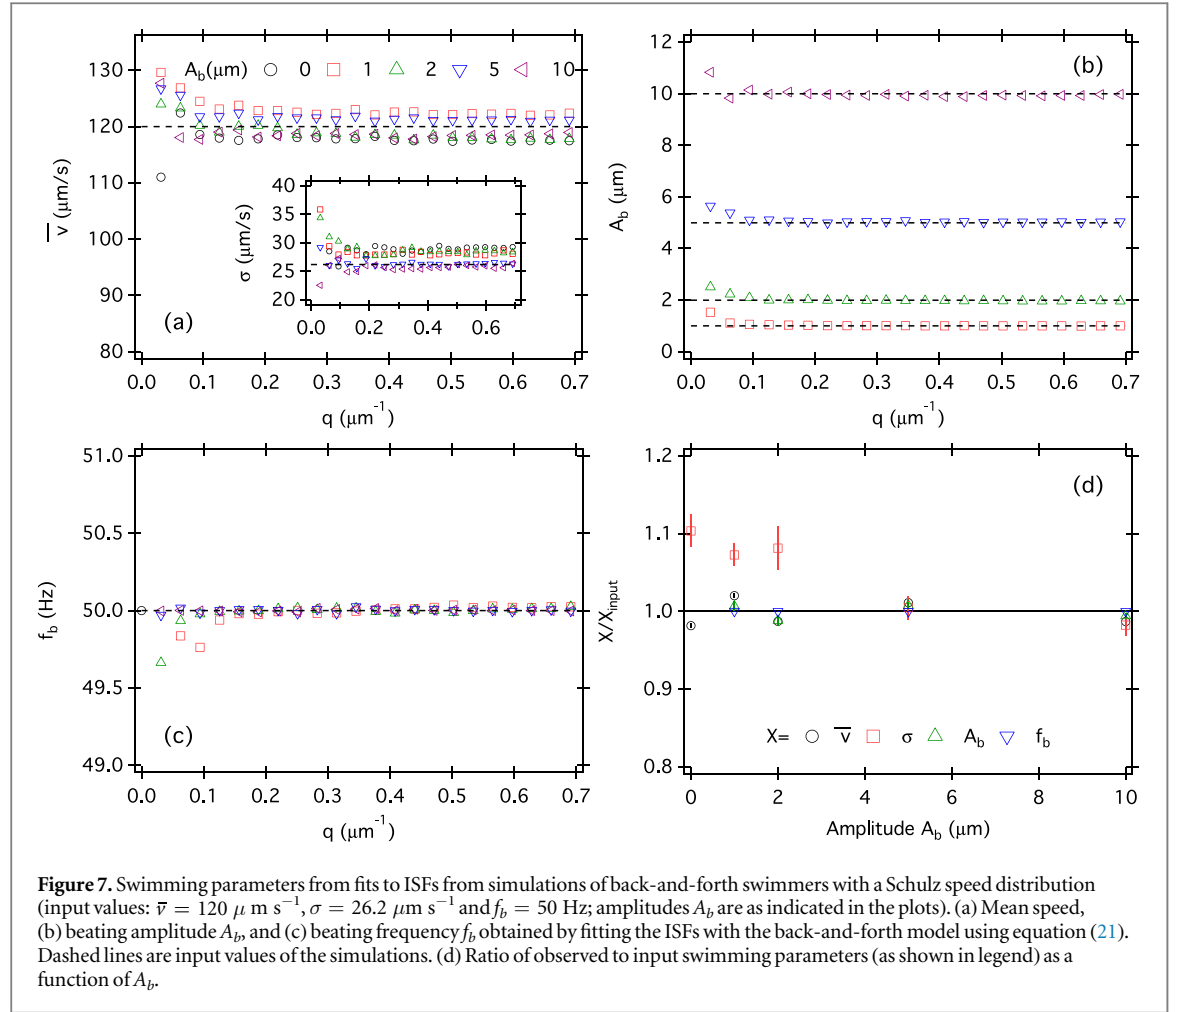 130
120
110
100
90
80
v̅ (μm/s)
A_b(μm) ○ 0 □ 1 △ 2 ▽ 5 ◁ 10
40
35
30
25
20
σ (μm/s)
0.0 0.2 0.4 0.6
(a)
0.0 0.1 0.2 0.3 0.4 0.5 0.6 0.7
q (μm⁻¹)
12
10
8
6
4
2
0
A_b (μm)
(b)
0.0 0.1 0.2 0.3 0.4 0.5 0.6 0.7
q (μm⁻¹)
51.0
50.5
50.0
49.5
49.0
f_b (Hz)
(c)
0.0 0.1 0.2 0.3 0.4 0.5 0.6 0.7
q (μm⁻¹)
1.2
1.1
1.0
0.9
0.8
X/X_input
(d)
X= ○ v̅ □ σ △ A_b ▽ f_b
0 2 4 6 8 10
Amplitude A_b (μm)
Figure 7. Swimming parameters from fits to ISFs from simulations of back-and-forth swimmers with a Schulz speed distribution
(input values: v̅ = 120 μ m s⁻¹, σ = 26.2 μm s⁻¹ and f_b = 50 Hz; amplitudes A_b are as indicated in the plots). (a) Mean speed,
(b) beating amplitude A_b, and (c) beating frequency f_b obtained by fitting the ISFs with the back-and-forth model using equation (21).
Dashed lines are input values of the simulations. (d) Ratio of observed to input swimming parameters (as shown in legend) as a
function of A_b.